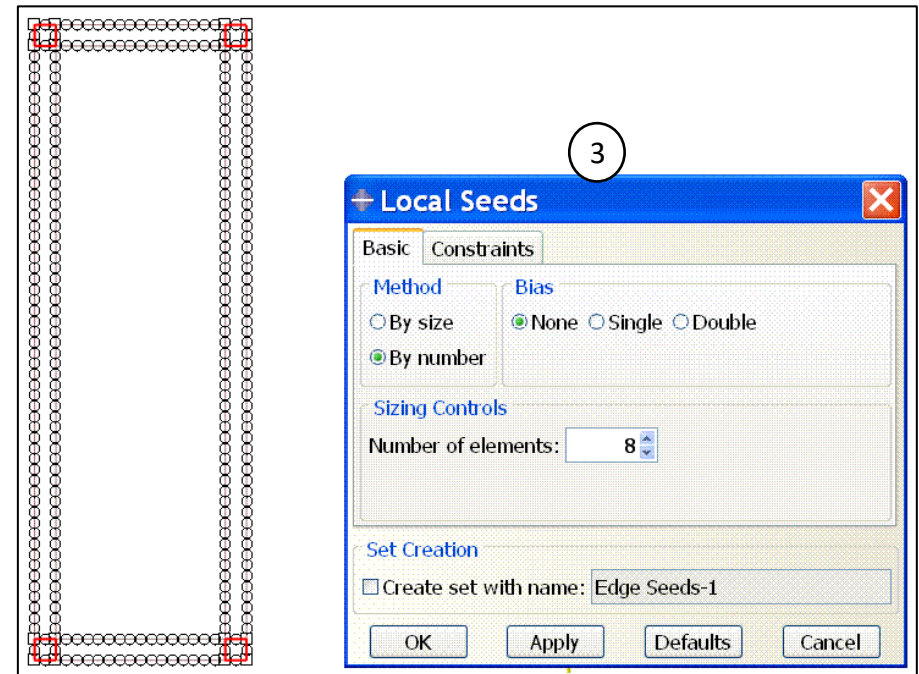 3
Local Seeds
Basic Constraints
Method Bias
By size None Single Double
By number
Sizing Controls
Number of elements: 8
Set Creation
Create set with name: Edge Seeds-1
OK Apply Defaults Cancel